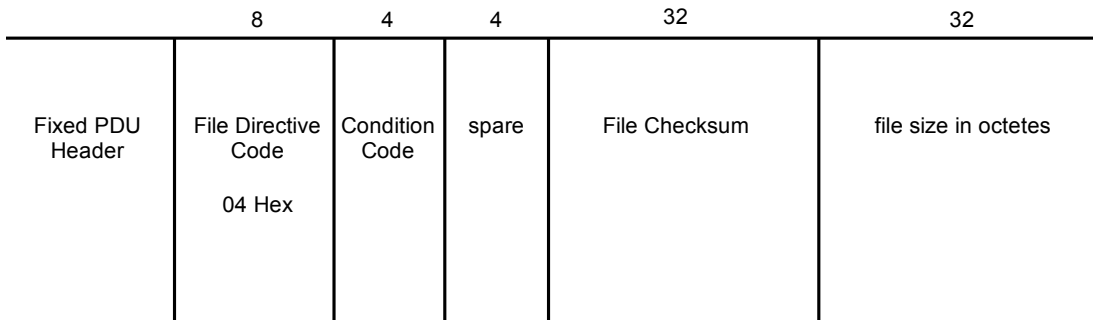 8 4 4 32 32
Fixed PDU File Directive Condition spare File Checksum file size in octetes
Header Code Code
04 Hex